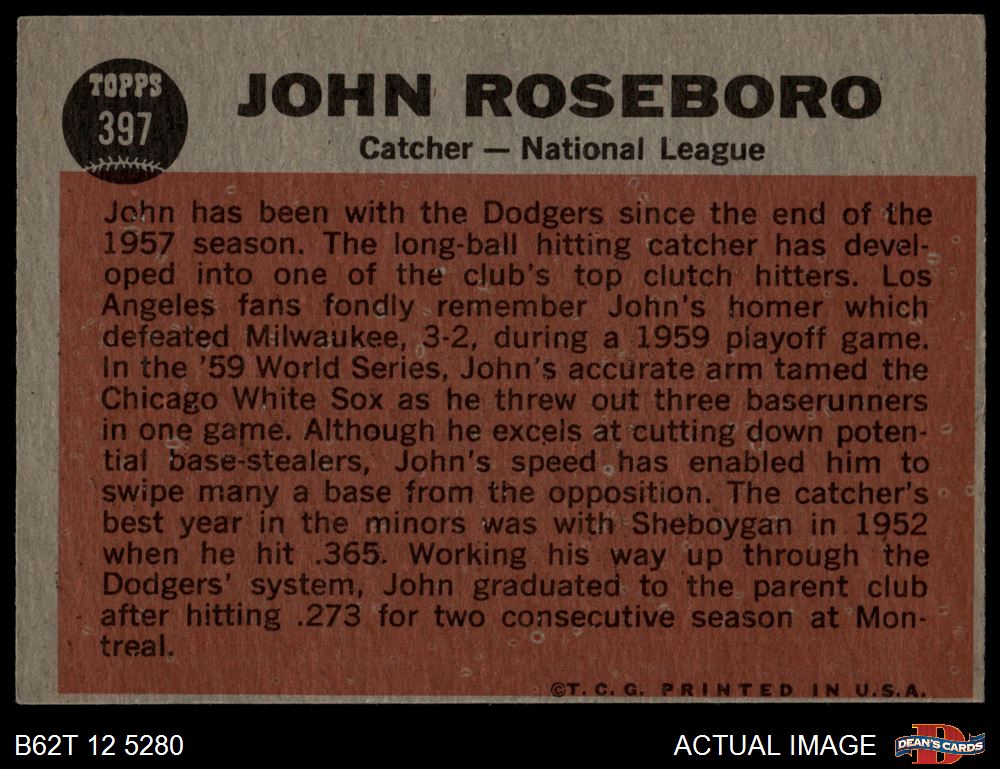 TOPPS
397
JOHN ROSEBORO
Catcher — National League
John has been with the Dodgers since the end of the
1957 season. The long-ball hitting catcher has devel-
oped into one of the club's top clutch hitters. Los
Angeles fans fondly remember John's homer which
defeated Milwaukee, 3-2, during a 1959 playoff game.
In the '59 World Series, John's accurate arm tamed the
Chicago White Sox as he threw out three baserunners
in one game. Although he excels at cutting down poten-
tial base-stealers, John's speed has enabled him to
swipe many a base from the opposition. The catcher's
best year in the minors was with Sheboygan in 1952
when he hit .365. Working his way up through the
Dodgers' system, John graduated to the parent club
after hitting .273 for two consecutive season at Mon-
treal.
©T. C. G. PRINTED IN U.S.A.
B62T 12 5280
ACTUAL IMAGE
D
DEAN'S CARDS